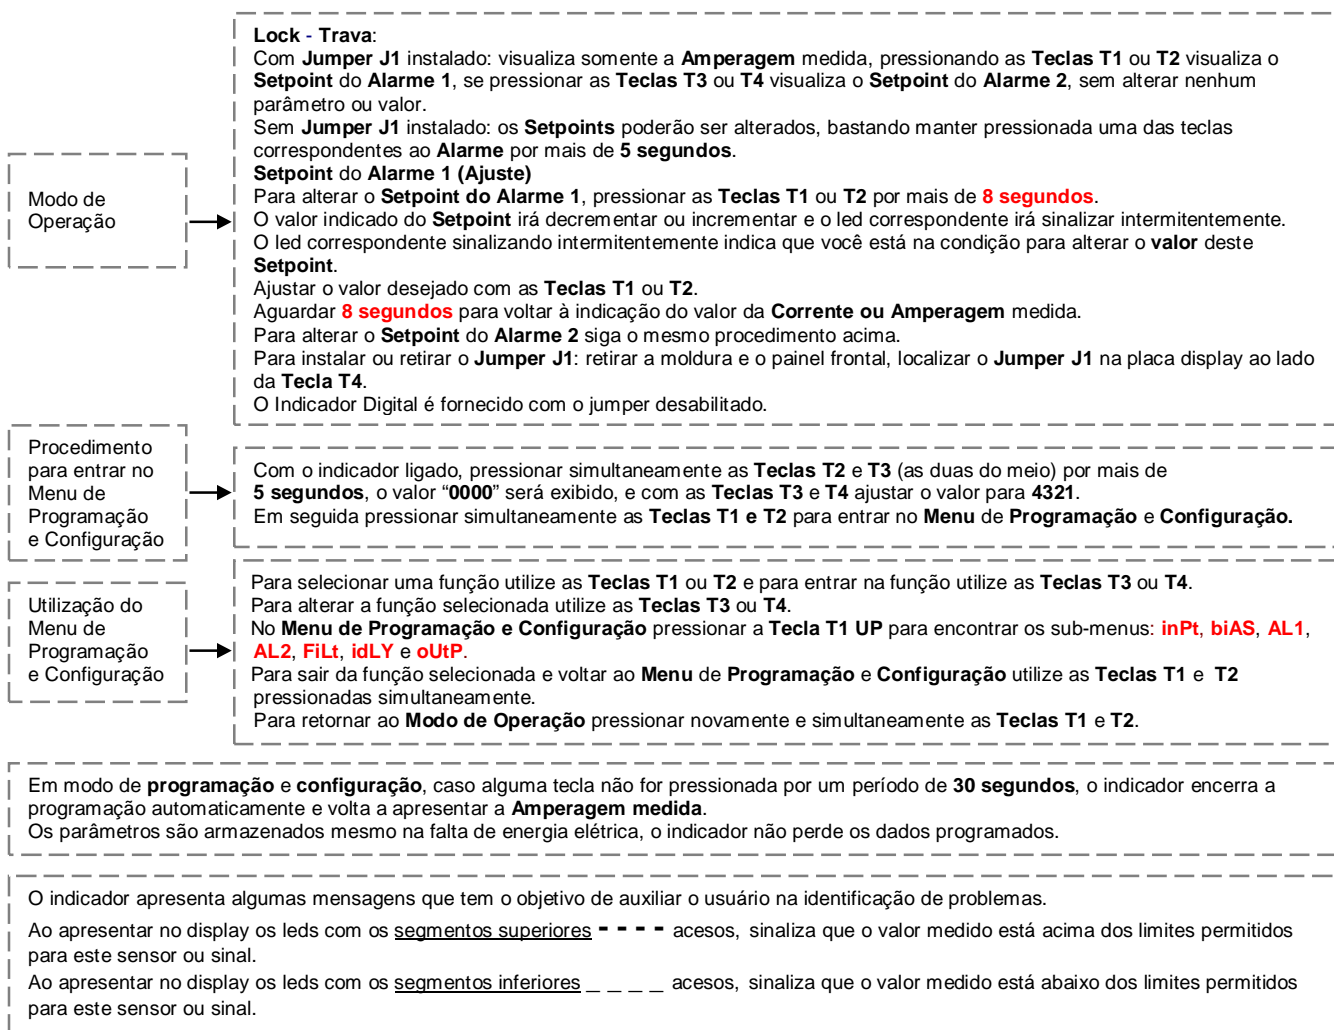 Modo de
Operação
Lock - Trava:
Com Jumper J1 instalado: visualiza somente a Amperagem medida, pressionando as Teclas T1 ou T2 visualiza o
Setpoint do Alarme 1, se pressionar as Teclas T3 ou T4 visualiza o Setpoint do Alarme 2, sem alterar nenhum
parâmetro ou valor.
Sem Jumper J1 instalado: os Setpoints poderão ser alterados, bastando manter pressionada uma das teclas
correspondentes ao Alarme por mais de 5 segundos.
Setpoint do Alarme 1 (Ajuste)
Para alterar o Setpoint do Alarme 1, pressionar as Teclas T1 ou T2 por mais de 8 segundos.
O valor indicado do Setpoint irá decrementar ou incrementar e o led correspondente irá sinalizar intermitentemente.
O led correspondente sinalizando intermitentemente indica que você está na condição para alterar o valor deste
Setpoint.
Ajustar o valor desejado com as Teclas T1 ou T2.
Aguardar 8 segundos para voltar à indicação do valor da Corrente ou Amperagem medida.
Para alterar o Setpoint do Alarme 2 siga o mesmo procedimento acima.
Para instalar ou retirar o Jumper J1: retirar a moldura e o painel frontal, localizar o Jumper J1 na placa display ao lado
da Tecla T4.
O Indicador Digital é fornecido com o jumper desabilitado.
Procedimento
para entrar no
Menu de
Programação
e Configuração
Com o indicador ligado, pressionar simultaneamente as Teclas T2 e T3 (as duas do meio) por mais de
5 segundos, o valor “0000” será exibido, e com as Teclas T3 e T4 ajustar o valor para 4321.
Em seguida pressionar simultaneamente as Teclas T1 e T2 para entrar no Menu de Programação e Configuração.
Utilização do
Menu de
Programação
e Configuração
Para selecionar uma função utilize as Teclas T1 ou T2 e para entrar na função utilize as Teclas T3 ou T4.
Para alterar a função selecionada utilize as Teclas T3 ou T4.
No Menu de Programação e Configuração pressionar a Tecla T1 UP para encontrar os sub-menus: inPt, biAS, AL1,
AL2, FiLt, idLY e oUtP.
Para sair da função selecionada e voltar ao Menu de Programação e Configuração utilize as Teclas T1 e T2
pressionadas simultaneamente.
Para retornar ao Modo de Operação pressionar novamente e simultaneamente as Teclas T1 e T2.
Em modo de programação e configuração, caso alguma tecla não for pressionada por um período de 30 segundos, o indicador encerra a
programação automaticamente e volta a apresentar a Amperagem medida.
Os parâmetros são armazenados mesmo na falta de energia elétrica, o indicador não perde os dados programados.
O indicador apresenta algumas mensagens que tem o objetivo de auxiliar o usuário na identificação de problemas.
Ao apresentar no display os leds com os segmentos superiores - - - - acesos, sinaliza que o valor medido está acima dos limites permitidos
para este sensor ou sinal.
Ao apresentar no display os leds com os segmentos inferiores _ _ _ _ acesos, sinaliza que o valor medido está abaixo dos limites permitidos
para este sensor ou sinal.